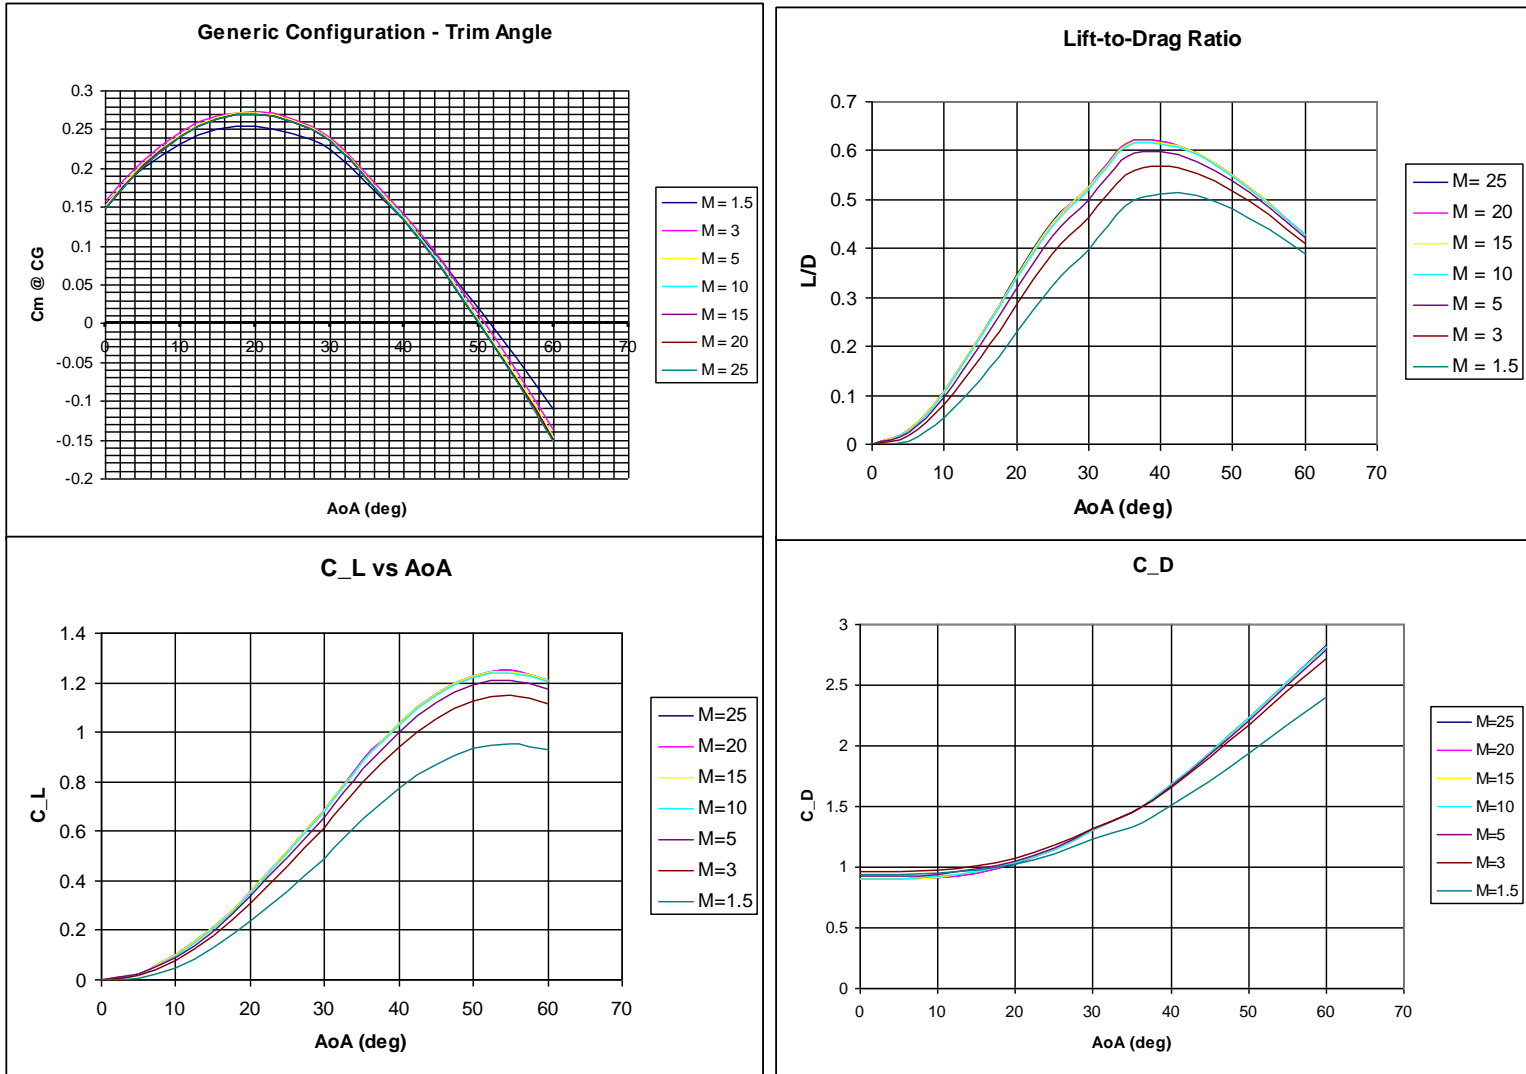 Generic Configuration - Trim Angle
0.3
0.25
0.2
0.15
0.1
0.05
0
-0.05
-0.1
-0.15
-0.2
0 10 20 30 40 50 60 70
Cm @ CG
AoA (deg)
M = 1.5
M = 3
M = 5
M = 10
M = 15
M = 20
M = 25
Lift-to-Drag Ratio
0.7
0.6
0.5
0.4
0.3
0.2
0.1
0
0 10 20 30 40 50 60 70
L/D
AoA (deg)
M= 25
M = 20
M = 15
M = 10
M = 5
M = 3
M = 1.5
C_L vs AoA
1.4
1.2
1
0.8
0.6
0.4
0.2
0
0 10 20 30 40 50 60 70
C_L
AoA (deg)
M=25
M=20
M=15
M=10
M=5
M=3
M=1.5
C_D
3
2.5
2
1.5
1
0.5
0
0 10 20 30 40 50 60 70
C_D
AoA (deg)
M=25
M=20
M=15
M=10
M=5
M=3
M=1.5